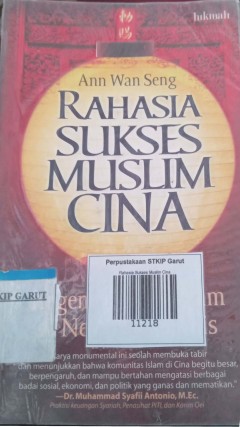 lukmah
Ann Wan Seng
RAHASIA
SUKSES
MUSLIM
CINA
Perpustakaan STKIP Garut
Rahasia Sukses Muslim Cina
11218
KIP GARUT
arya monumental ini seolah membuka tabir
dan menunjukkan bahwa komunitas Islam di Cina begitu besar,
berpengaruh, dan mampu bertahan mengatasi berbagai
badai sosial, ekonomi, dan politik yang ganas dan mematikan."
—Dr. Muhammad Syafii Antonio, M.Ec.